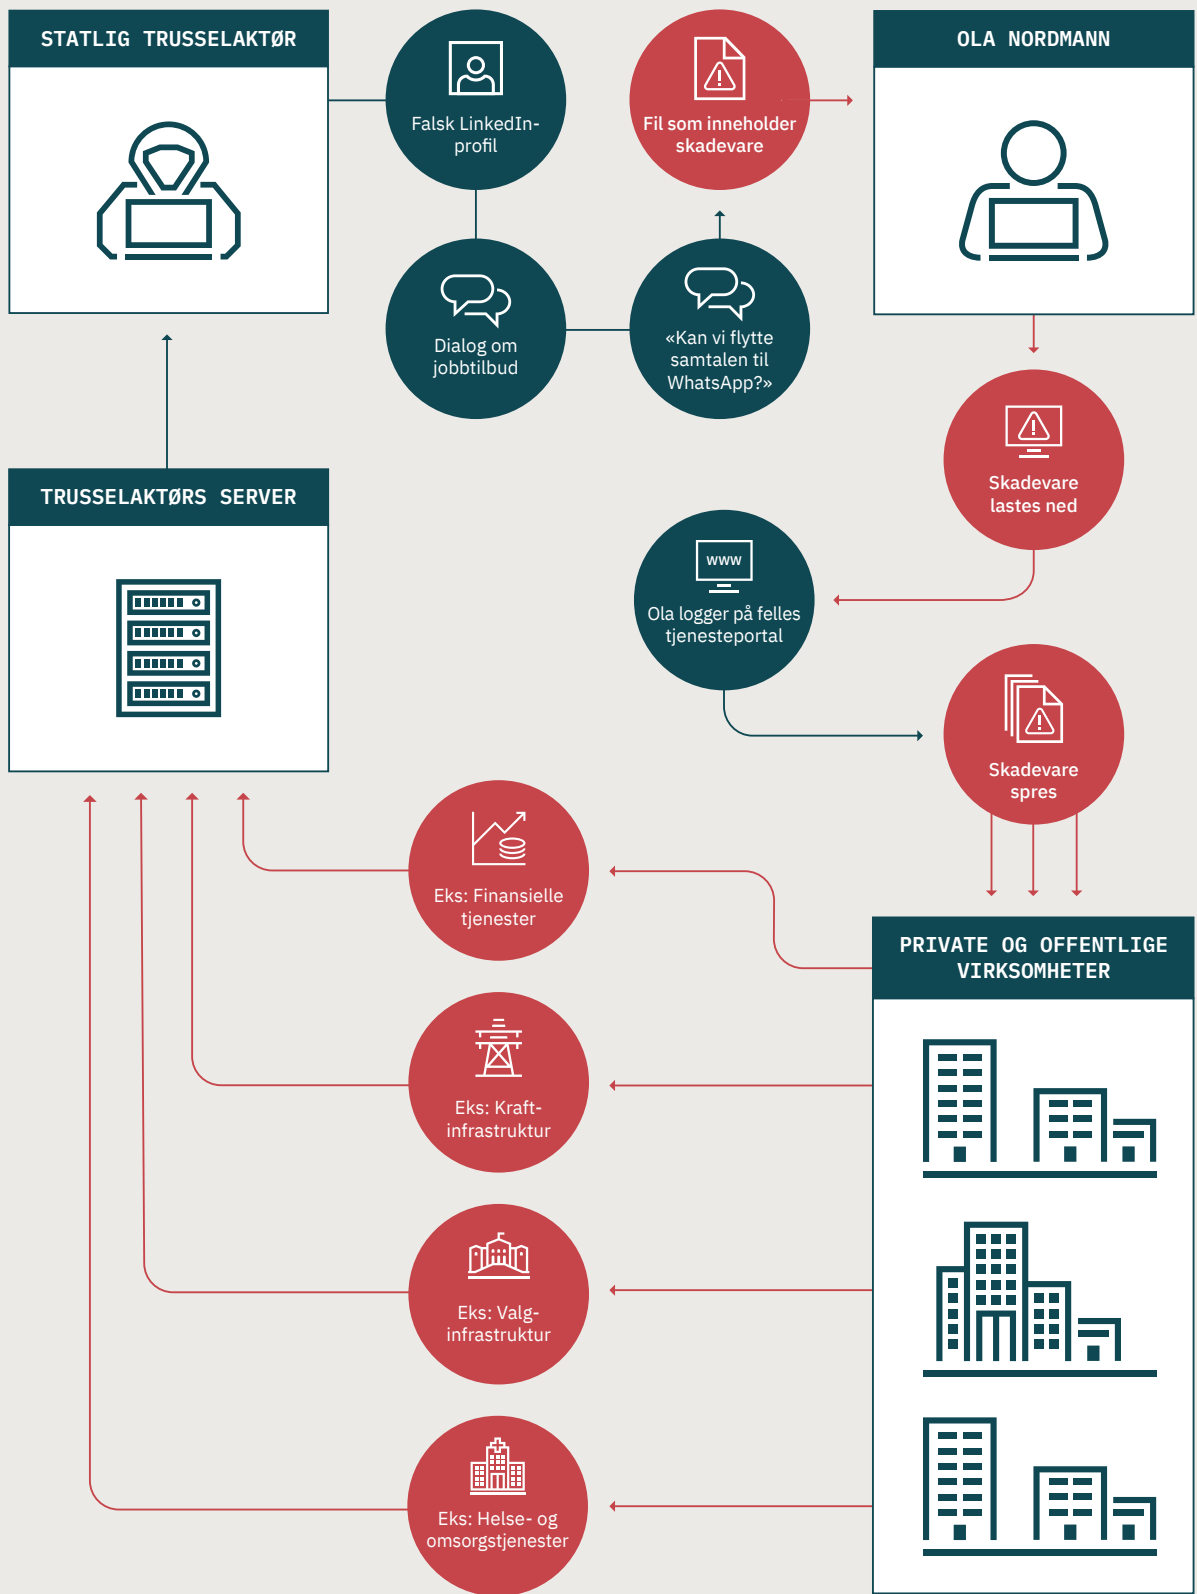 STATLIG TRUSSELAKTØR
Falsk LinkedIn-
profil
Fil som inneholder
skadevare
OLA NORDMANN
Dialog om
jobbtilbud
«Kan vi flytte
samtalen til
WhatsApp?»
Skadevare
lastes ned
TRUSSELAKTØRS SERVER
WWW
Ola logger på felles
tjenesteportal
Skadevare
spres
Eks: Finansielle
tjenester
PRIVATE OG OFFENTLIGE
VIRKSOMHETER
Eks: Kraft-
infrastruktur
Eks: Valg-
infrastruktur
Eks: Helse- og
omsorgstjenester